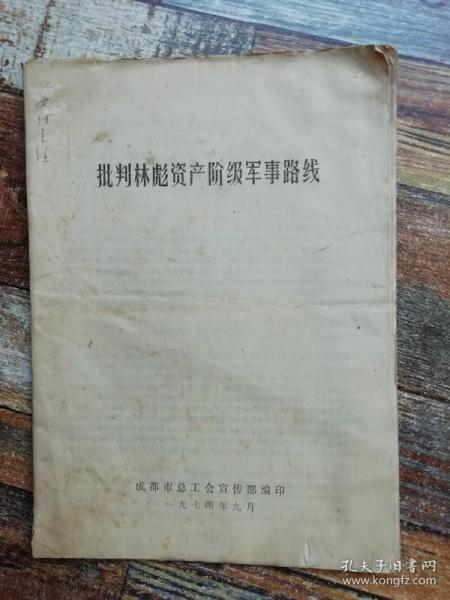 批判林彪资产阶级军事路线
成都市总工会宣传部编印
一九七四年九月
孔夫子旧书网
www.kongfz.com